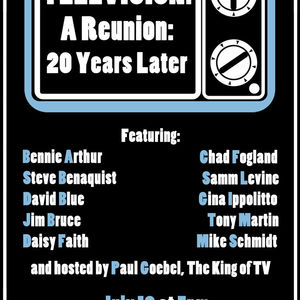 TELEVISION:
A Reunion:
20 Years Later
Featuring:
Bennie Arthur
Chad Fogland
Steve Benaquist
Samm Levine
David Blue
Gina Ippolitto
Jim Bruce
Tony Martin
Daisy Faith
Mike Schmidt
and hosted by Paul Goebel, The King of TV